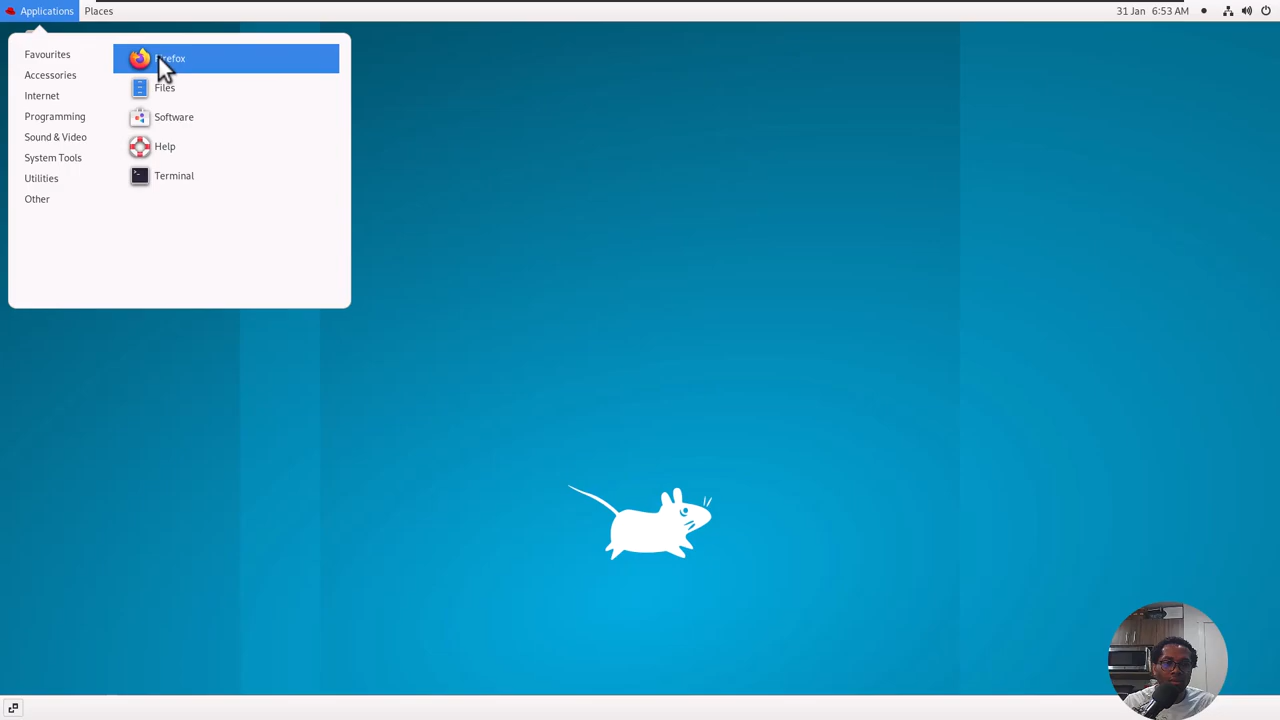 Applications Places 31 Jan 6:53 AM
Favourites
Accessories
Internet
Programming
Sound & Video
System Tools
Utilities
Other
Firefox
Files
Software
Help
Terminal